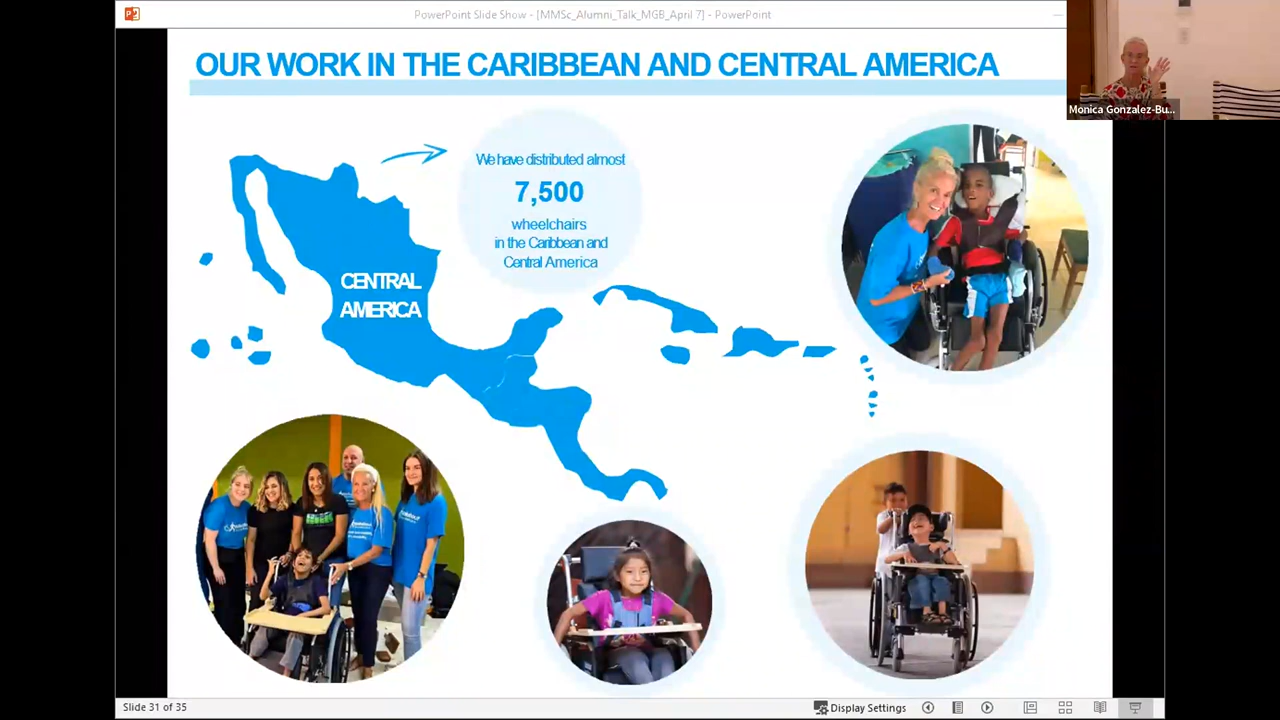 PowerPoint Slide Show - [MMSc_Alumni_Talk_MGB_April 7] - PowerPoint
OUR WORK IN THE CARIBBEAN AND CENTRAL AMERICA
Monica Gonzalez-Bu...
We have distributed almost
7,500
wheelchairs
in the Caribbean and
Central America
CENTRAL
AMERICA
Slide 31 of 35
Display Settings